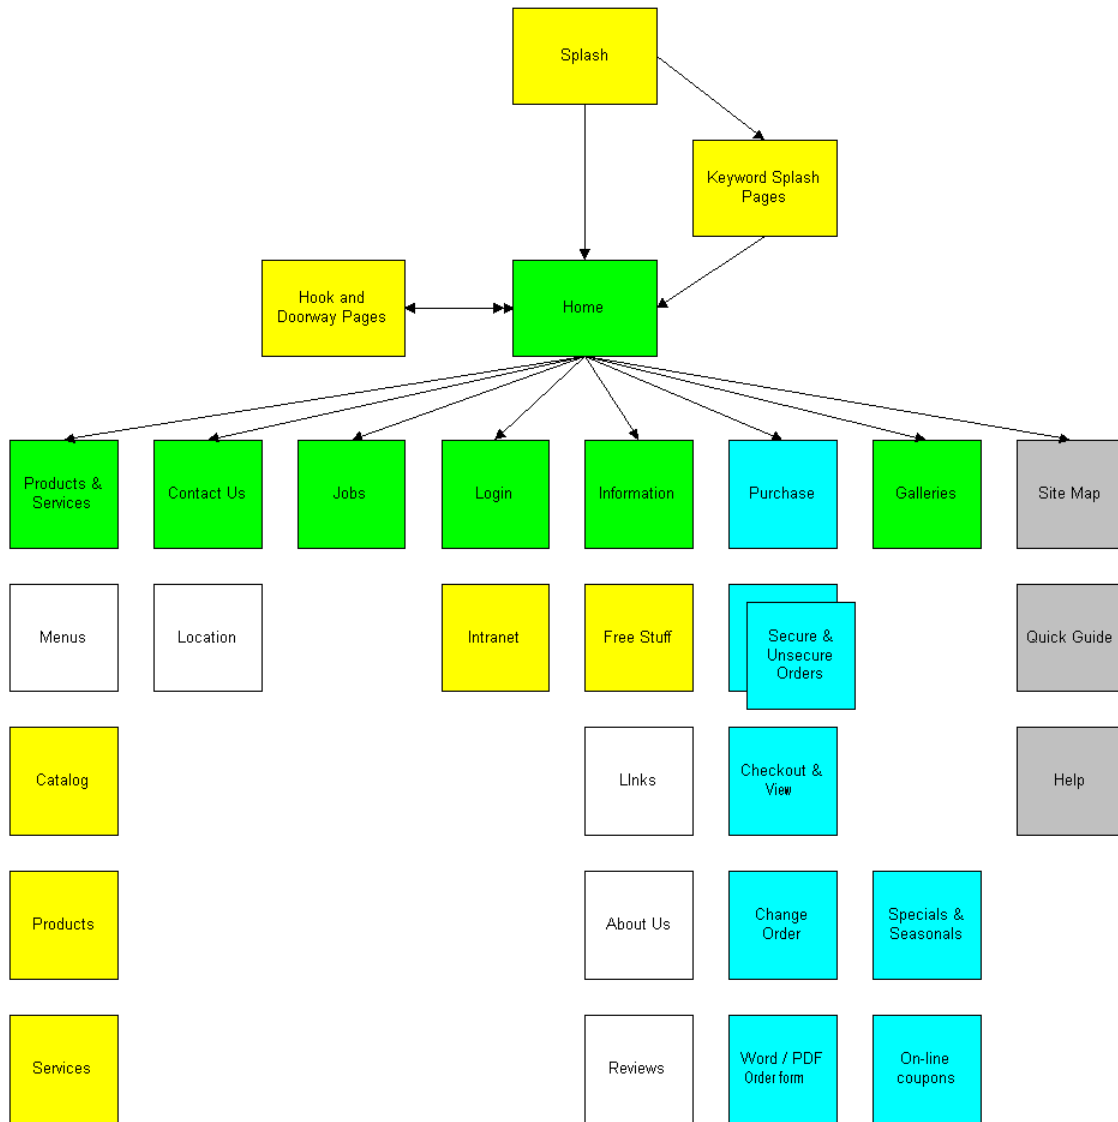 Splash
Keyword Splash
Pages
Hook and
Doorway Pages
Home
Products &
Services
Contact Us
Jobs
Login
Information
Purchase
Galleries
Site Map
Menus
Location
Intranet
Free Stuff
Secure &
Unsecure
Orders
Quick Guide
Catalog
LInks
Checkout &
View
Help
Products
About Us
Change
Order
Specials &
Seasonals
Services
Reviews
Word / PDF
Order form
On-line
coupons